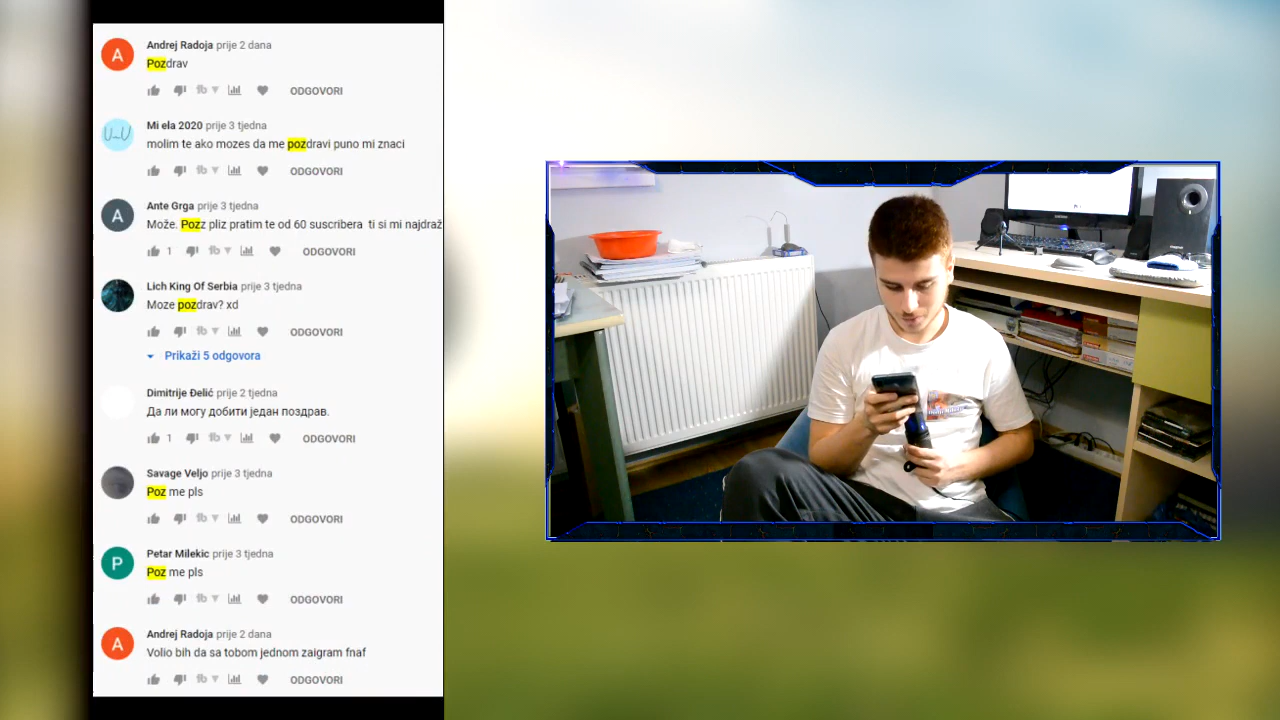 Andrej Radoja prije 2 dana
Pozdrav
ODGOVORI
Mi ela 2020 prije 3 tjedna
molim te ako mozes da me pozdravi puno mi znaci
ODGOVORI
Ante Grga prije 3 tjedna
Može. Pozz pliz pratim te od 60 suscribera ti si mi najdraž
1 ODGOVORI
Lich King Of Serbia prije 3 tjedna
Moze pozdrav? xd
ODGOVORI
Prikaži 5 odgovora
Dimitrije Đelić prije 2 tjedna
Да ли могу добити један поздрав.
1 ODGOVORI
Savage Veljo prije 3 tjedna
Poz me pls
ODGOVORI
Petar Milekic prije 3 tjedna
Poz me pls
ODGOVORI
Andrej Radoja prije 2 dana
Volio bih da sa tobom jednom zaigram fnaf
ODGOVORI